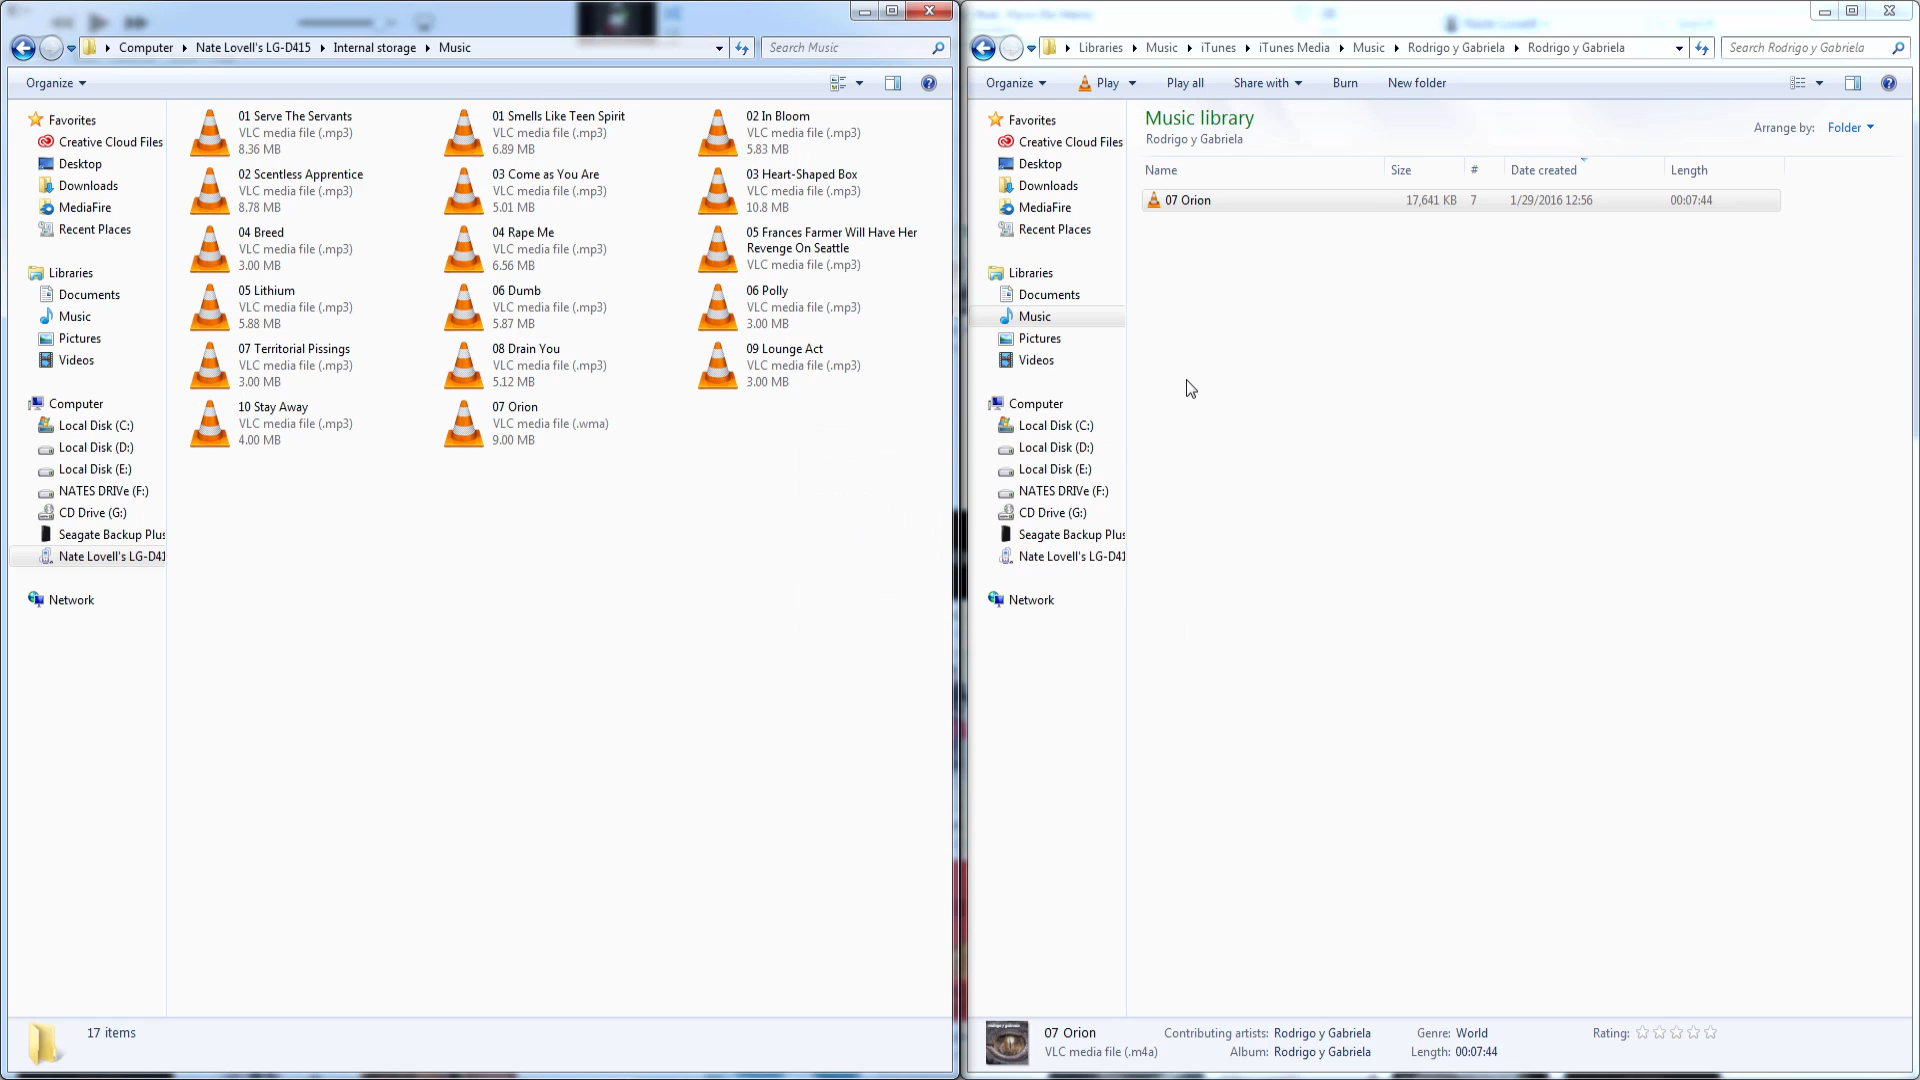 Computer Nate Lovell's LG-D415 Internal storage Music
Search Music
Organize
Favorites
Creative Cloud Files
Desktop
Downloads
MediaFire
Recent Places
Libraries
Documents
Music
Pictures
Videos
Computer
Local Disk (C:)
Local Disk (D:)
Local Disk (E:)
NATES DRIVe (F:)
CD Drive (G:)
Seagate Backup Plus
Nate Lovell's LG-D41
Network
01 Serve The Servants
VLC media file (.mp3)
8.36 MB
01 Smells Like Teen Spirit
VLC media file (.mp3)
6.89 MB
02 In Bloom
VLC media file (.mp3)
5.83 MB
02 Scentless Apprentice
VLC media file (.mp3)
8.78 MB
03 Come as You Are
VLC media file (.mp3)
5.01 MB
03 Heart-Shaped Box
VLC media file (.mp3)
10.8 MB
04 Breed
VLC media file (.mp3)
3.00 MB
04 Rape Me
VLC media file (.mp3)
6.56 MB
05 Frances Farmer Will Have Her
Revenge On Seattle
VLC media file (.mp3)
05 Lithium
VLC media file (.mp3)
5.88 MB
06 Dumb
VLC media file (.mp3)
5.87 MB
06 Polly
VLC media file (.mp3)
3.00 MB
07 Territorial Pissings
VLC media file (.mp3)
3.00 MB
08 Drain You
VLC media file (.mp3)
5.12 MB
09 Lounge Act
VLC media file (.mp3)
3.00 MB
10 Stay Away
VLC media file (.mp3)
4.00 MB
07 Orion
VLC media file (.wma)
9.00 MB
17 items
Libraries Music iTunes iTunes Media Music Rodrigo y Gabriela Rodrigo y Gabriela
Search Rodrigo y Gabriela
Organize Play Play all Share with Burn New folder
Favorites
Creative Cloud Files
Desktop
Downloads
MediaFire
Recent Places
Libraries
Documents
Music
Pictures
Videos
Computer
Local Disk (C:)
Local Disk (D:)
Local Disk (E:)
NATES DRIVe (F:)
CD Drive (G:)
Seagate Backup Plus
Nate Lovell's LG-D41
Network
Music library
Rodrigo y Gabriela
Arrange by: Folder
Name Size # Date created Length
07 Orion 17,641 KB 7 1/29/2016 12:56 00:07:44
07 Orion Contributing artists: Rodrigo y Gabriela Genre: World Rating:
VLC media file (.m4a) Album: Rodrigo y Gabriela Length: 00:07:44